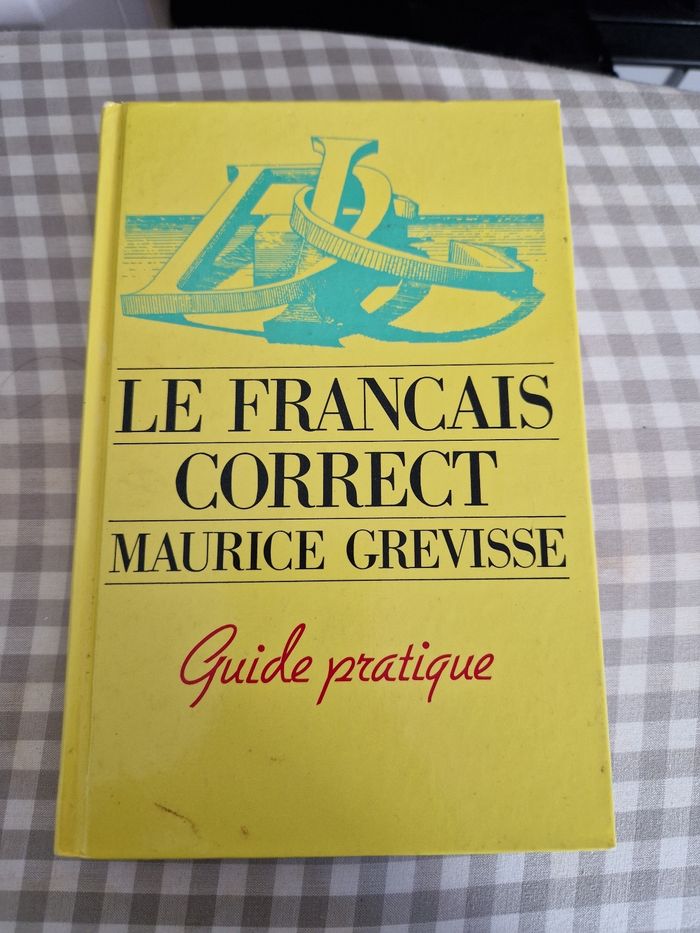 LE FRANCAIS
CORRECT
MAURICE GREVISSE
Guide pratique